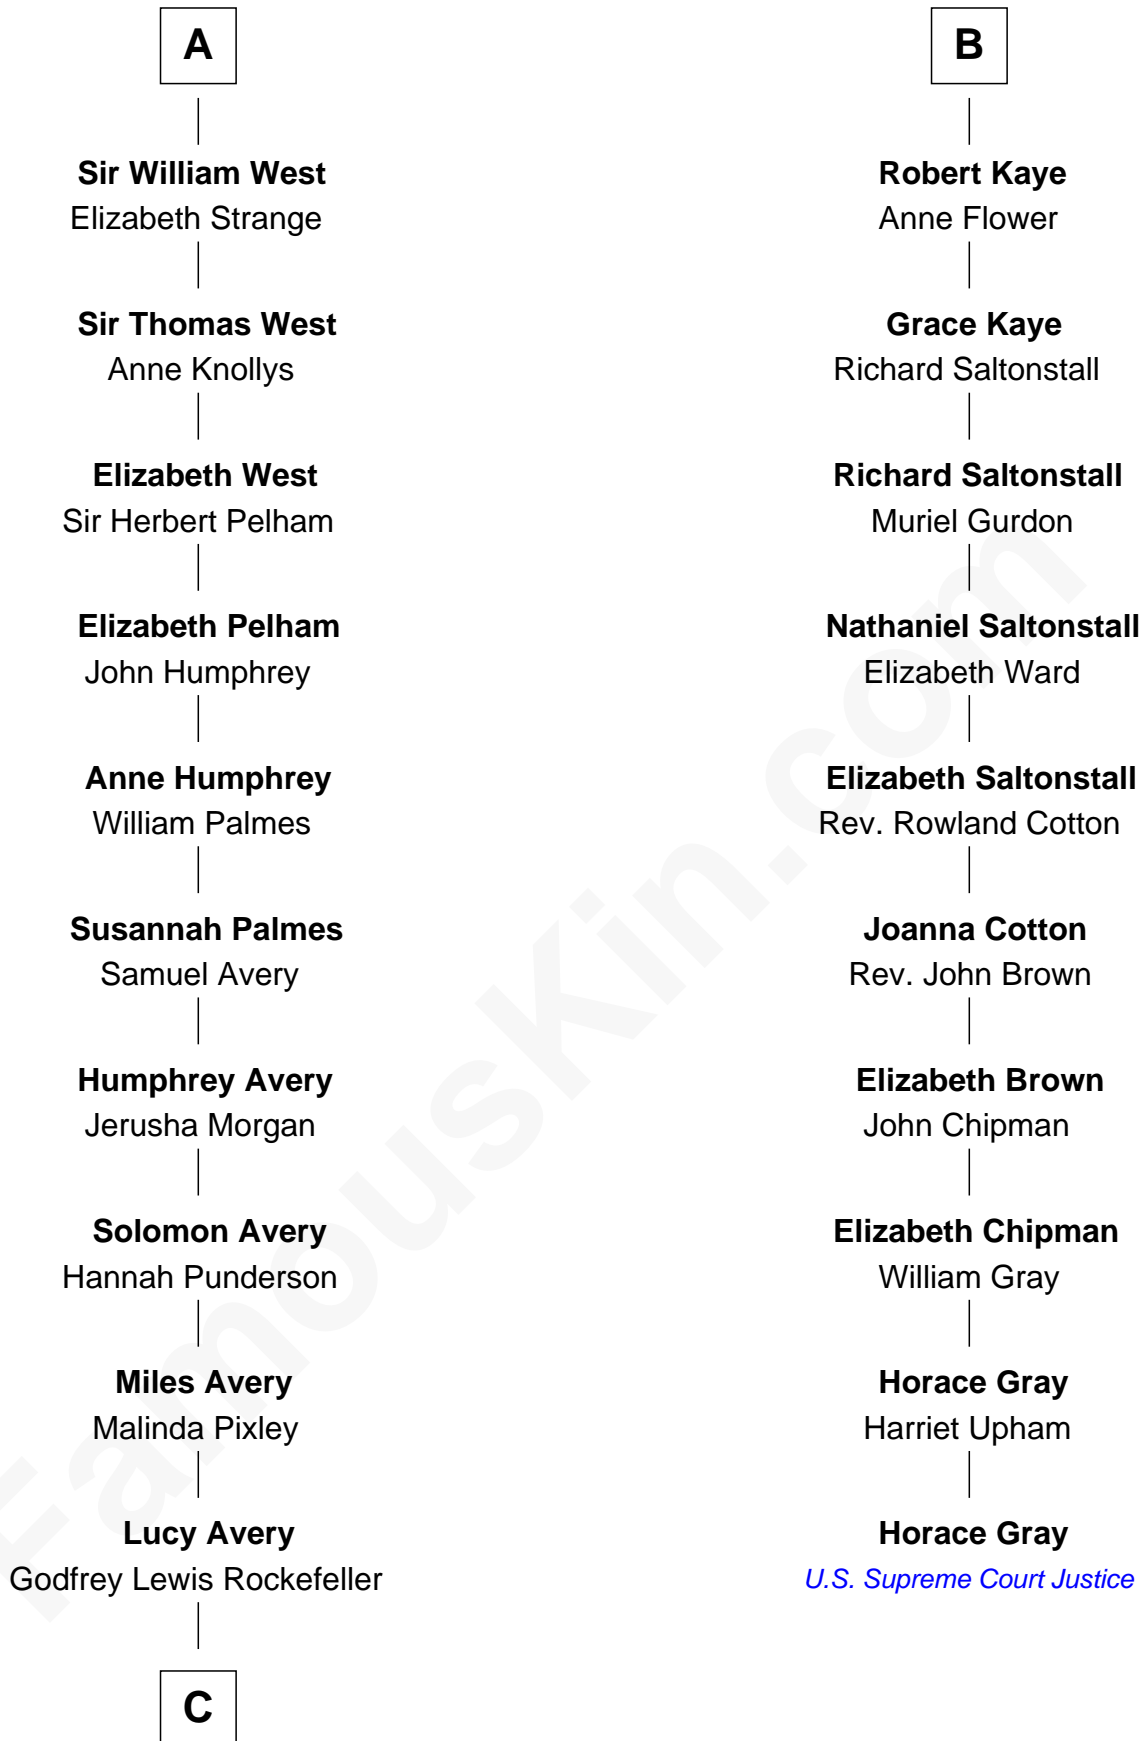 A
Sir William West
Elizabeth Strange
Sir Thomas West
Anne Knollys
Elizabeth West
Sir Herbert Pelham
Elizabeth Pelham
John Humphrey
Anne Humphrey
William Palmes
Susannah Palmes
Samuel Avery
Humphrey Avery
Jerusha Morgan
Solomon Avery
Hannah Punderson
Miles Avery
Malinda Pixley
Lucy Avery
Godfrey Lewis Rockefeller
C
B
Robert Kaye
Anne Flower
Grace Kaye
Richard Saltonstall
Richard Saltonstall
Muriel Gurdon
Nathaniel Saltonstall
Elizabeth Ward
Elizabeth Saltonstall
Rev. Rowland Cotton
Joanna Cotton
Rev. John Brown
Elizabeth Brown
John Chipman
Elizabeth Chipman
William Gray
Horace Gray
Harriet Upham
Horace Gray
U.S. Supreme Court Justice
FamousKin.com